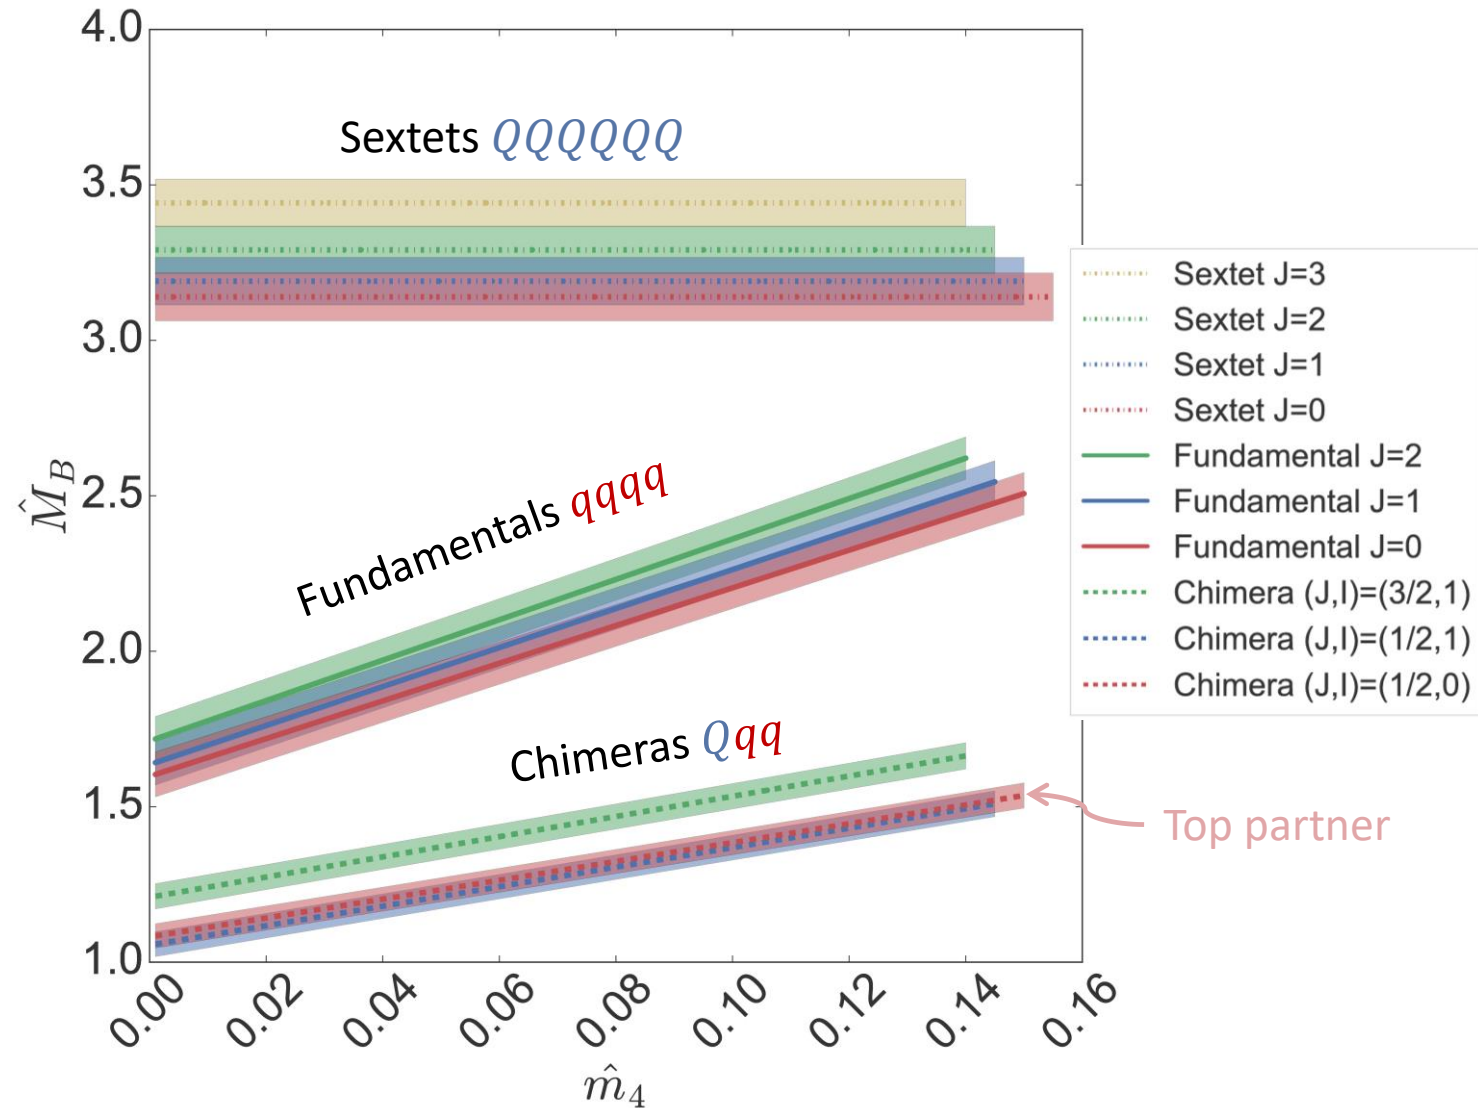 4.0
Sextets QQQQQQ
3.5
3.0
Sextet J=3
Sextet J=2
Sextet J=1
Sextet J=0
Fundamental J=2
Fundamental J=1
Fundamental J=0
Chimera (J,I)=(3/2,1)
Chimera (J,I)=(1/2,1)
Chimera (J,I)=(1/2,0)
M̂_B
2.5
Fundamentals qqqq
2.0
Chimeras Qqq
1.5
Top partner
1.0
0.00 0.02 0.04 0.06 0.08 0.10 0.12 0.14 0.16
m̂_4